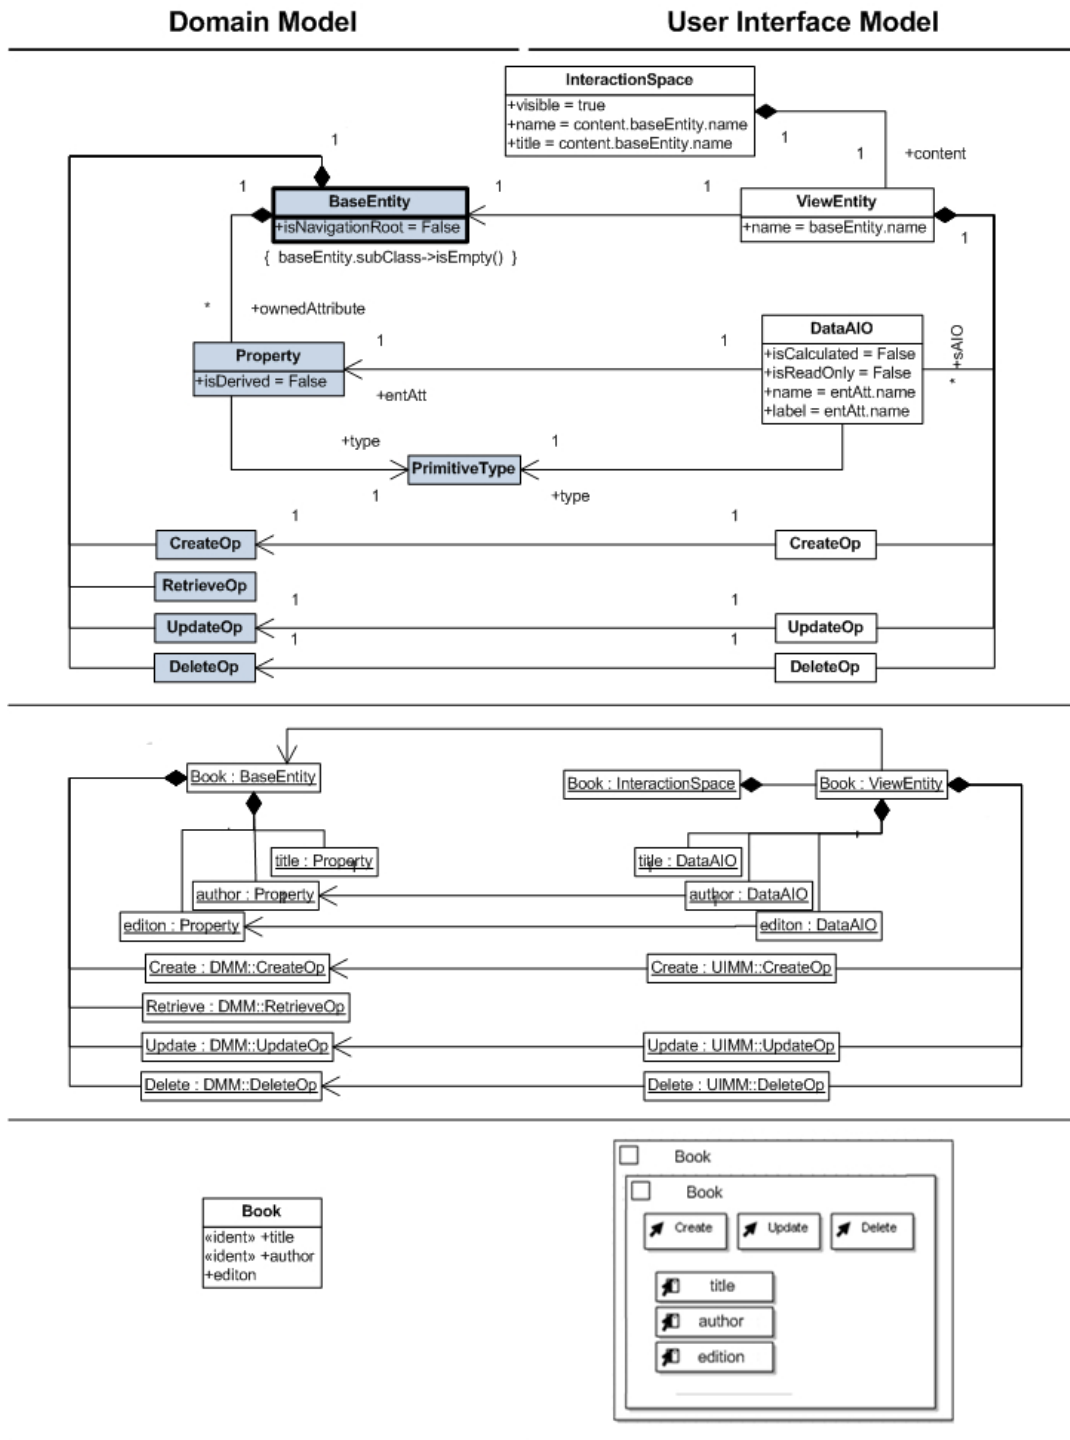 Domain Model
User Interface Model
InteractionSpace
+visible = true
+name = content.baseEntity.name
+title = content.baseEntity.name
1
1
1
+content
1
BaseEntity
+isNavigationRoot = False
{ baseEntity.subClass->isEmpty() }
1
1
ViewEntity
+name = baseEntity.name
1
*
+ownedAttribute
Property
+isDerived = False
1
+entAtt
1
DataAIO
+isCalculated = False
+isReadOnly = False
+name = entAtt.name
+label = entAtt.name
* +sAIO
+type
1
PrimitiveType
1
+type
1
1
CreateOp
CreateOp
RetrieveOp
1
1
UpdateOp
UpdateOp
1
1
DeleteOp
DeleteOp
Book : BaseEntity
Book : InteractionSpace
Book : ViewEntity
title : Property
title : DataAIO
author : Property
author : DataAIO
editon : Property
editon : DataAIO
Create : DMM::CreateOp
Create : UIMM::CreateOp
Retrieve : DMM::RetrieveOp
Update : DMM::UpdateOp
Update : UIMM::UpdateOp
Delete : DMM::DeleteOp
Delete : UIMM::DeleteOp
Book
«ident» +title
«ident» +author
+editon
Book
Book
Create
Update
Delete
title
author
edition